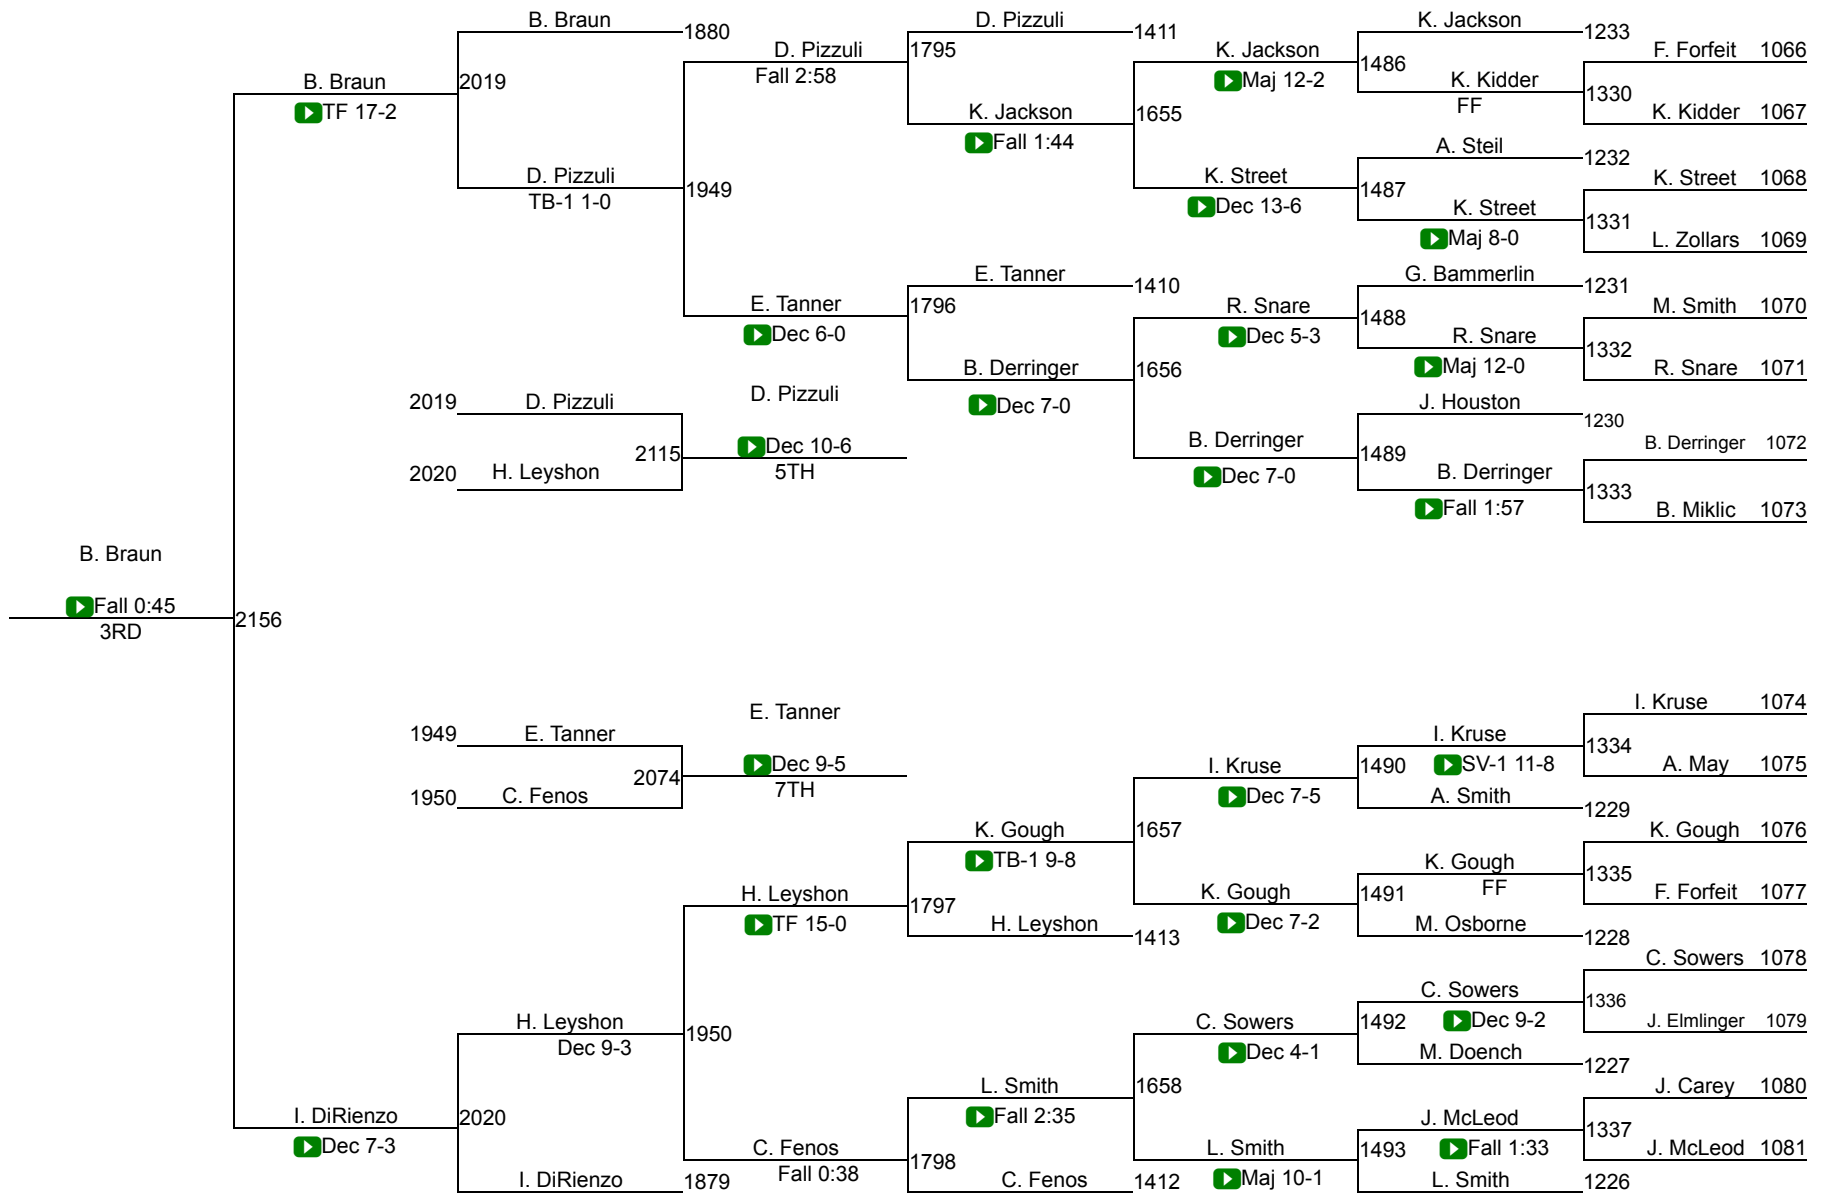 B. Braun
1880
D. Pizzuli
1411
K. Jackson
1233
D. Pizzuli
Fall 2:58
1795
K. Jackson
Maj 12-2
1486
F. Forfeit 1066
B. Braun
TF 17-2
2019
K. Kidder
FF
1330
K. Kidder 1067
K. Jackson
Fall 1:44
1655
A. Steil
1232
D. Pizzuli
TB-1 1-0
1949
K. Street
Dec 13-6
1487
K. Street 1068
K. Street
Maj 8-0
1331
L. Zollars 1069
E. Tanner
1410
G. Bammerlin
1231
E. Tanner
Dec 6-0
1796
R. Snare
Dec 5-3
1488
M. Smith 1070
R. Snare
Maj 12-0
1332
R. Snare 1071
B. Derringer
Dec 7-0
1656
2019 D. Pizzuli
D. Pizzuli
J. Houston
1230
2115
Dec 10-6
5TH
B. Derringer
Dec 7-0
1489
B. Derringer 1072
2020 H. Leyshon
B. Derringer
Fall 1:57
1333
B. Miklic 1073
B. Braun
Fall 0:45
3RD
2156
I. Kruse 1074
1949 E. Tanner
E. Tanner
I. Kruse
SV-1 11-8
1334
2074
Dec 9-5
7TH
I. Kruse
Dec 7-5
1490
A. May 1075
1950 C. Fenos
A. Smith
1229
K. Gough
TB-1 9-8
1657
K. Gough 1076
K. Gough
FF
1335
H. Leyshon
TF 15-0
1797
K. Gough
Dec 7-2
1491
F. Forfeit 1077
H. Leyshon
1413
M. Osborne
1228
C. Sowers 1078
C. Sowers
Dec 9-2
1336
H. Leyshon
Dec 9-3
1950
C. Sowers
Dec 4-1
1492
J. Elmlinger 1079
M. Doench
1227
L. Smith
Fall 2:35
1658
J. Carey 1080
I. DiRienzo
Dec 7-3
2020
J. McLeod
Fall 1:33
1337
C. Fenos
Fall 0:38
1798
L. Smith
Maj 10-1
1493
J. McLeod 1081
I. DiRienzo
1879
C. Fenos
1412
L. Smith
1226